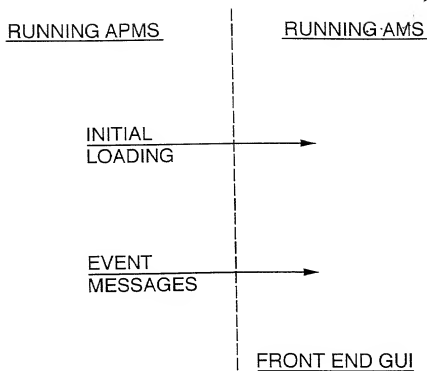 RUNNING APMS
RUNNING AMS
INITIAL
LOADING
EVENT
MESSAGES
FRONT END GUI